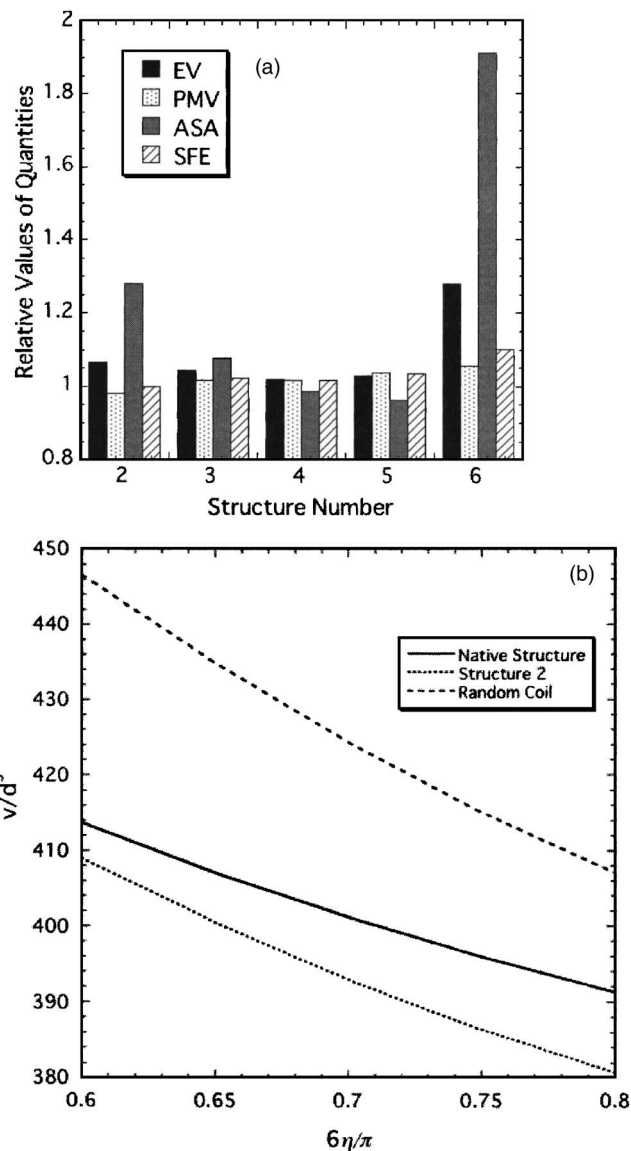 2
1.8
1.6
1.4
1.2
1
0.8
Relative Values of Quantities
(a)
EV
PMV
ASA
SFE
2 3 4 5 6
Structure Number
450
440
430
420
410
400
390
380
(b)
Native Structure
Structure 2
Random Coil
0.6 0.65 0.7 0.75 0.8
6η/π